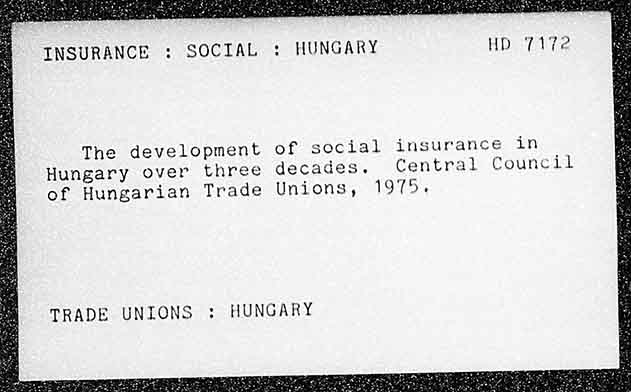 INSURANCE : SOCIAL : HUNGARY HD 7172
The development of social insurance in
Hungary over three decades. Central Council
of Hungarian Trade Unions, 1975.
TRADE UNIONS : HUNGARY